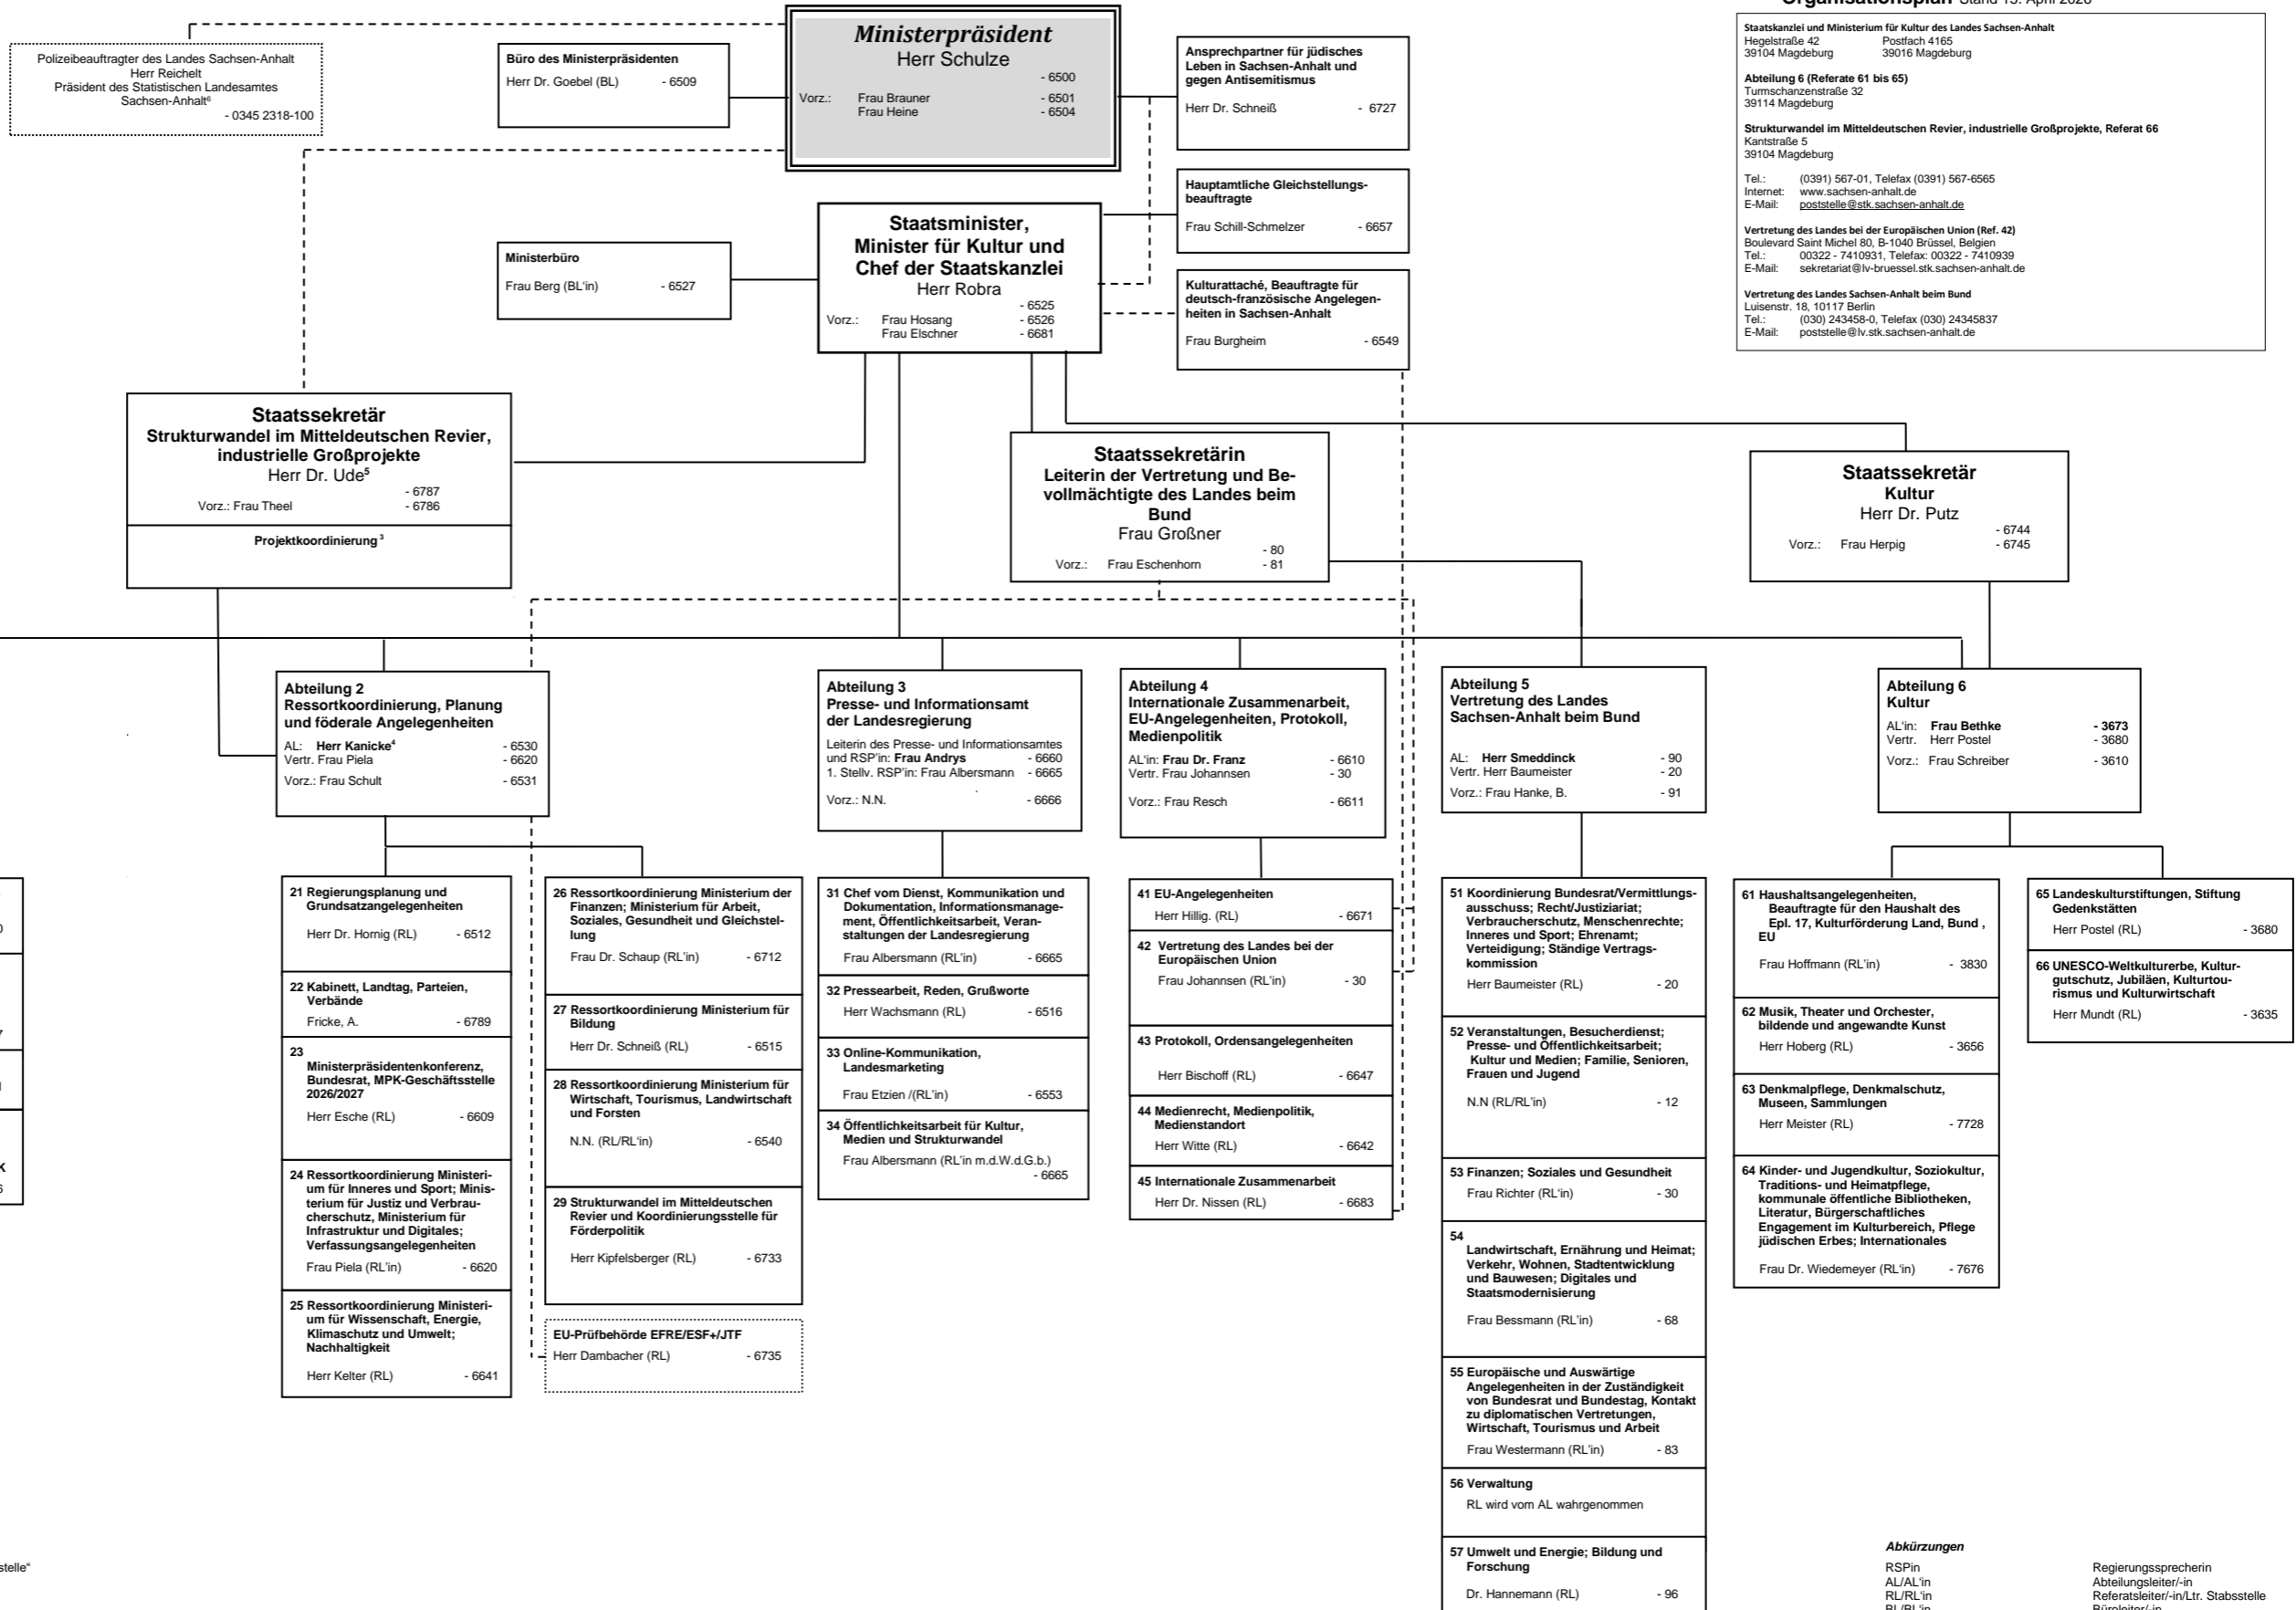 Organisationsplan Stand 15. April 2026
Staatskanzlei und Ministerium für Kultur des Landes Sachsen-Anhalt
Hegelstraße 42 Postfach 4165
39104 Magdeburg 39016 Magdeburg
Abteilung 6 (Referate 61 bis 65)
Turmschanzenstraße 32
39114 Magdeburg
Strukturwandel im Mitteldeutschen Revier, industrielle Großprojekte, Referat 66
Kantstraße 5
39104 Magdeburg
Tel.: (0391) 567-01, Telefax (0391) 567-6565
Internet: www.sachsen-anhalt.de
E-Mail: poststelle@stk.sachsen-anhalt.de
Vertretung des Landes bei der Europäischen Union (Ref. 42)
Boulevard Saint Michel 80, B-1040 Brüssel, Belgien
Tel.: 00322 - 7410931, Telefax: 00322 - 7410939
E-Mail: sekretariat@lv-bruessel.stk.sachsen-anhalt.de
Vertretung des Landes Sachsen-Anhalt beim Bund
Luisenstr. 18, 10117 Berlin
Tel.: (030) 243458-0, Telefax (030) 24345837
E-Mail: poststelle@lv.stk.sachsen-anhalt.de
Polizeibeauftragter des Landes Sachsen-Anhalt
Herr Reichelt
Präsident des Statistischen Landesamtes
Sachsen-Anhalt⁶
- 0345 2318-100
Büro des Ministerpräsidenten
Herr Dr. Goebel (BL) - 6509
Ministerpräsident
Herr Schulze
- 6500
Vorz.: Frau Brauner - 6501
Frau Heine - 6504
Ansprechpartner für jüdisches
Leben in Sachsen-Anhalt und
gegen Antisemitismus
Herr Dr. Schneiß - 6727
Hauptamtliche Gleichstellungs-
beauftragte
Frau Schill-Schmelzer - 6657
Ministerbüro
Frau Berg (BL'in) - 6527
Staatsminister,
Minister für Kultur und
Chef der Staatskanzlei
Herr Robra
- 6525
Vorz.: Frau Hosang - 6526
Frau Elschner - 6681
Kulturattaché, Beauftragte für
deutsch-französische Angelegen-
heiten in Sachsen-Anhalt
Frau Burgheim - 6549
Staatssekretär
Strukturwandel im Mitteldeutschen Revier,
industrielle Großprojekte
Herr Dr. Ude⁵
- 6787
Vorz.: Frau Theel - 6786
Projektkoordinierung ³
Staatssekretärin
Leiterin der Vertretung und Be-
vollmächtigte des Landes beim
Bund
Frau Großner
- 80
Vorz.: Frau Eschenhorn - 81
Staatssekretär
Kultur
Herr Dr. Putz
- 6744
Vorz.: Frau Herpig - 6745
Abteilung 2
Ressortkoordinierung, Planung
und föderale Angelegenheiten
AL: Herr Kanicke⁴ - 6530
Vertr. Frau Piela - 6620
Vorz.: Frau Schult - 6531
Abteilung 3
Presse- und Informationsamt
der Landesregierung
Leiterin des Presse- und Informationsamtes
und RSP'in: Frau Andrys - 6660
1. Stellv. RSP'in: Frau Albersmann - 6665
Vorz.: N.N. - 6666
Abteilung 4
Internationale Zusammenarbeit,
EU-Angelegenheiten, Protokoll,
Medienpolitik
AL'in: Frau Dr. Franz - 6610
Vertr. Frau Johannsen - 30
Vorz.: Frau Resch - 6611
Abteilung 5
Vertretung des Landes
Sachsen-Anhalt beim Bund
AL: Herr Smeddinck - 90
Vertr. Herr Baumeister - 20
Vorz.: Frau Hanke, B. - 91
Abteilung 6
Kultur
AL'in: Frau Bethke - 3673
Vertr. Herr Postel - 3680
Vorz.: Frau Schreiber - 3610
21 Regierungsplanung und
Grundsatzangelegenheiten
Herr Dr. Hornig (RL) - 6512
22 Kabinett, Landtag, Parteien,
Verbände
Fricke, A. - 6789
23
Ministerpräsidentenkonferenz,
Bundesrat, MPK-Geschäftsstelle
2026/2027
Herr Esche (RL) - 6609
24 Ressortkoordinierung Ministeri-
um für Inneres und Sport; Minis-
terium für Justiz und Verbrau-
cherschutz, Ministerium für
Infrastruktur und Digitales;
Verfassungsangelegenheiten
Frau Piela (RL'in) - 6620
25 Ressortkoordinierung Ministeri-
um für Wissenschaft, Energie,
Klimaschutz und Umwelt;
Nachhaltigkeit
Herr Kelter (RL) - 6641
26 Ressortkoordinierung Ministerium der
Finanzen; Ministerium für Arbeit,
Soziales, Gesundheit und Gleichstel-
lung
Frau Dr. Schaup (RL'in) - 6712
27 Ressortkoordinierung Ministerium für
Bildung
Herr Dr. Schneiß (RL) - 6515
28 Ressortkoordinierung Ministerium für
Wirtschaft, Tourismus, Landwirtschaft
und Forsten
N.N. (RL/RL'in) - 6540
29 Strukturwandel im Mitteldeutschen
Revier und Koordinierungsstelle für
Förderpolitik
Herr Kipfelsberger (RL) - 6733
EU-Prüfbehörde EFRE/ESF+/JTF
Herr Dambacher (RL) - 6735
31 Chef vom Dienst, Kommunikation und
Dokumentation, Informationsmanage-
ment, Öffentlichkeitsarbeit, Veran-
staltungen der Landesregierung
Frau Albersmann (RL'in) - 6665
32 Pressearbeit, Reden, Grußworte
Herr Wachsmann (RL) - 6516
33 Online-Kommunikation,
Landesmarketing
Frau Etzien /(RL'in) - 6553
34 Öffentlichkeitsarbeit für Kultur,
Medien und Strukturwandel
Frau Albersmann (RL'in m.d.W.d.G.b.)
- 6665
41 EU-Angelegenheiten
Herr Hillig. (RL) - 6671
42 Vertretung des Landes bei der
Europäischen Union
Frau Johannsen (RL'in) - 30
43 Protokoll, Ordensangelegenheiten
Herr Bischoff (RL) - 6647
44 Medienrecht, Medienpolitik,
Medienstandort
Herr Witte (RL) - 6642
45 Internationale Zusammenarbeit
Herr Dr. Nissen (RL) - 6683
51 Koordinierung Bundesrat/Vermittlungs-
ausschuss; Recht/Justiziariat;
Verbraucherschutz, Menschenrechte;
Inneres und Sport; Ehrenamt;
Verteidigung; Ständige Vertrags-
kommission
Herr Baumeister (RL) - 20
52 Veranstaltungen, Besucherdienst;
Presse- und Öffentlichkeitsarbeit;
Kultur und Medien; Familie, Senioren,
Frauen und Jugend
N.N (RL/RL'in) - 12
53 Finanzen; Soziales und Gesundheit
Frau Richter (RL'in) - 30
54
Landwirtschaft, Ernährung und Heimat;
Verkehr, Wohnen, Stadtentwicklung
und Bauwesen; Digitales und
Staatsmodernisierung
Frau Bessmann (RL'in) - 68
55 Europäische und Auswärtige
Angelegenheiten in der Zuständigkeit
von Bundesrat und Bundestag, Kontakt
zu diplomatischen Vertretungen,
Wirtschaft, Tourismus und Arbeit
Frau Westermann (RL'in) - 83
56 Verwaltung
RL wird vom AL wahrgenommen
57 Umwelt und Energie; Bildung und
Forschung
Dr. Hannemann (RL) - 96
61 Haushaltsangelegenheiten,
Beauftragte für den Haushalt des
Epl. 17, Kulturförderung Land, Bund ,
EU
Frau Hoffmann (RL'in) - 3830
62 Musik, Theater und Orchester,
bildende und angewandte Kunst
Herr Hoberg (RL) - 3656
63 Denkmalpflege, Denkmalschutz,
Museen, Sammlungen
Herr Meister (RL) - 7728
64 Kinder- und Jugendkultur, Soziokultur,
Traditions- und Heimatpflege,
kommunale öffentliche Bibliotheken,
Literatur, Bürgerschaftliches
Engagement im Kulturbereich, Pflege
jüdischen Erbes; Internationales
Frau Dr. Wiedemeyer (RL'in) - 7676
65 Landeskulturstiftungen, Stiftung
Gedenkstätten
Herr Postel (RL) - 3680
66 UNESCO-Weltkulturerbe, Kultur-
gutschutz, Jubiläen, Kulturtou-
rismus und Kulturwirtschaft
Herr Mundt (RL) - 3635
stelle“
Abkürzungen
RSPin Regierungssprecherin
AL/AL'in Abteilungsleiter/-in
RL/RL'in Referatsleiter/-in/Ltr. Stabsstelle
BL/BL'in Büroleiter/-in